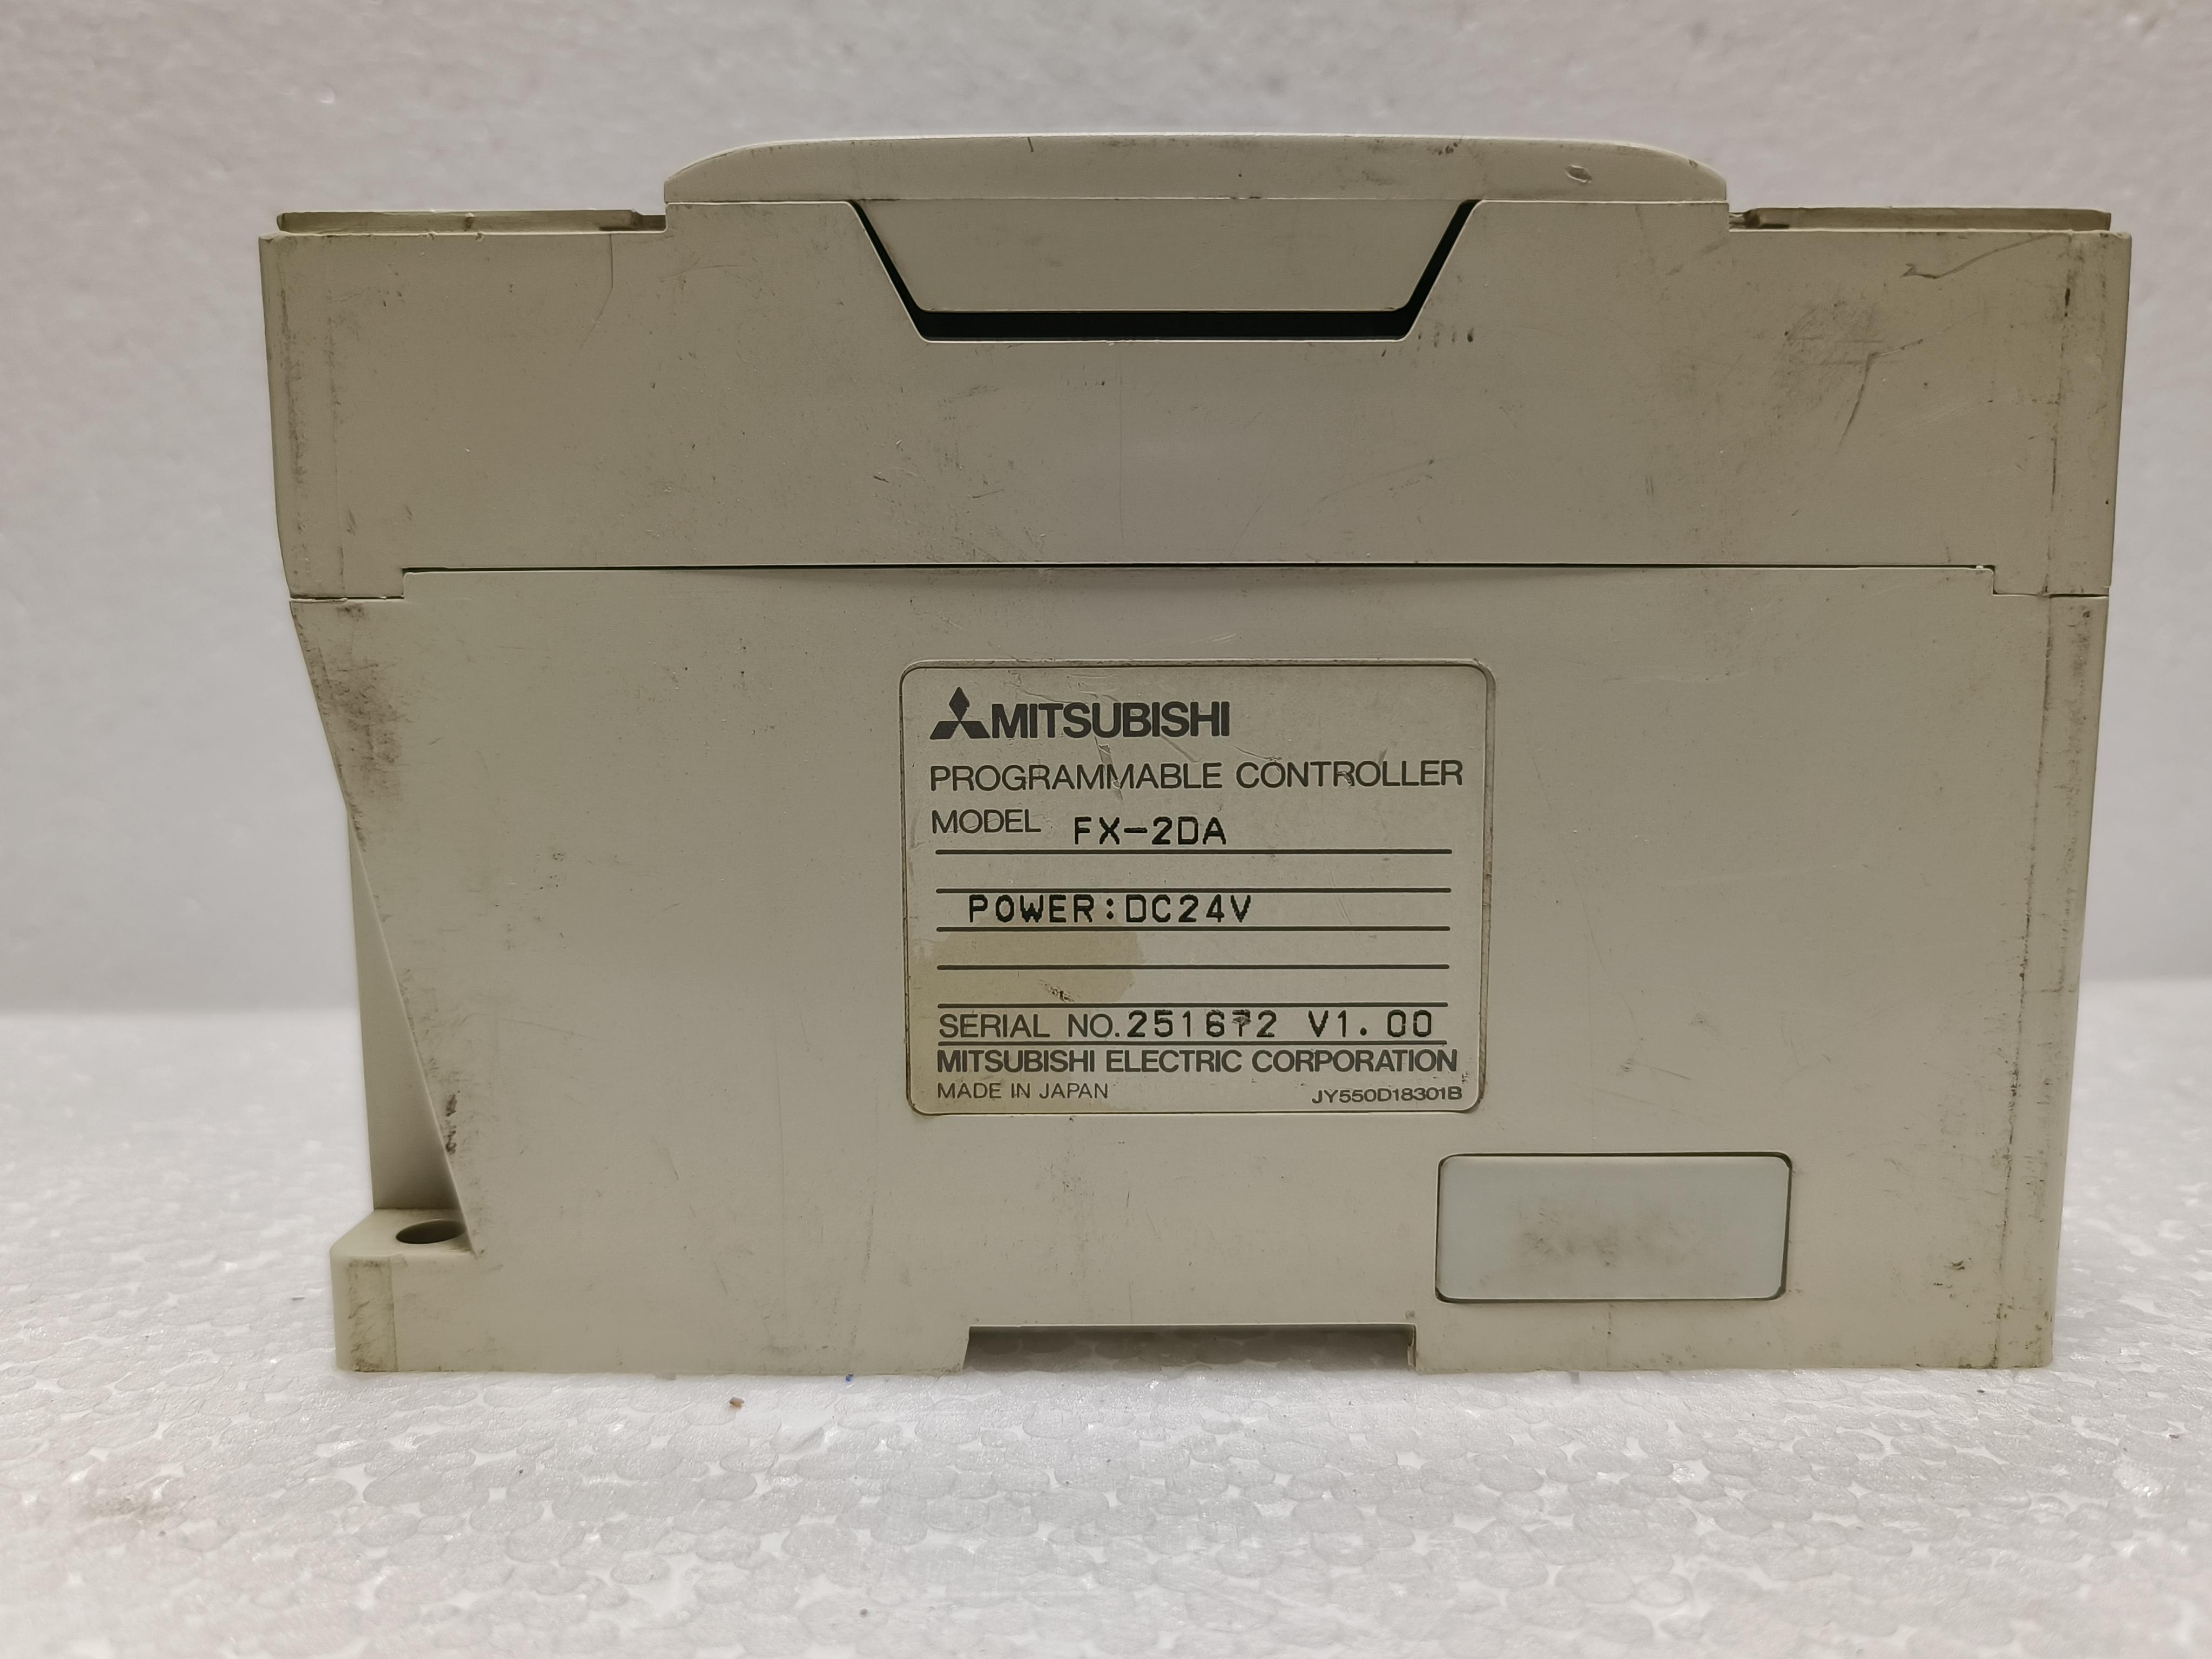 MITSUBISHI
PROGRAMMABLE CONTROLLER
MODEL FX-2DA
POWER:DC24V
SERIAL NO.251672 V1.00
MITSUBISHI ELECTRIC CORPORATION
MADE IN JAPAN JY550D18301B